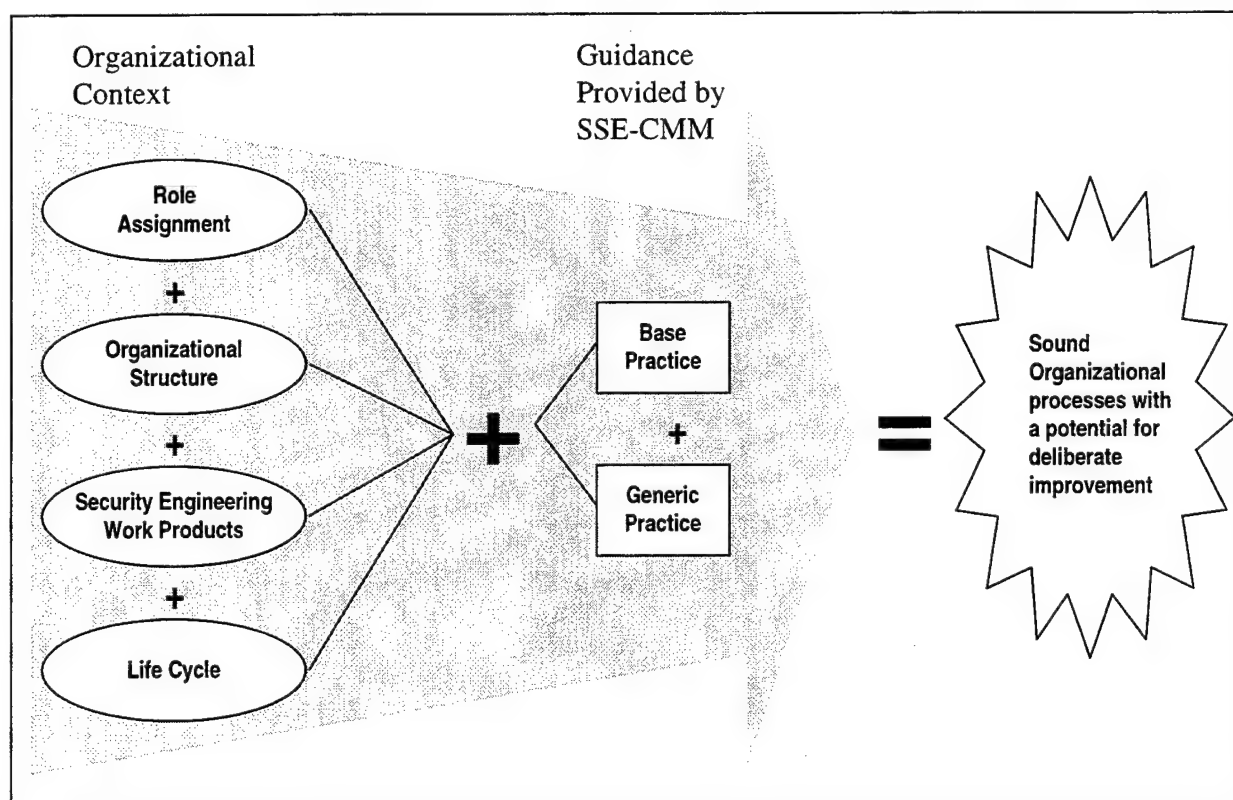 Organizational
Context
Guidance
Provided by
SSE-CMM
Role
Assignment
+
Organizational
Structure
+
Security Engineering
Work Products
+
Life Cycle
+
Base
Practice
+
Generic
Practice
=
Sound
Organizational
processes with
a potential for
deliberate
improvement